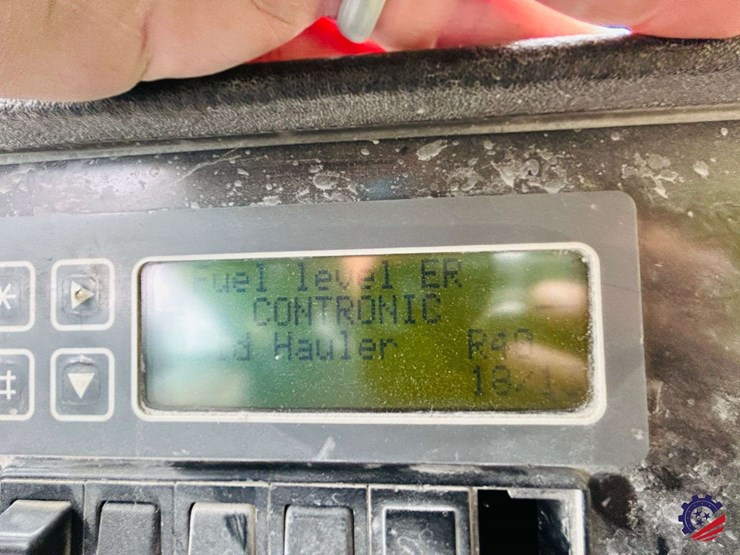 *
Fuel level ER
CONTRONIC
Hauler
#